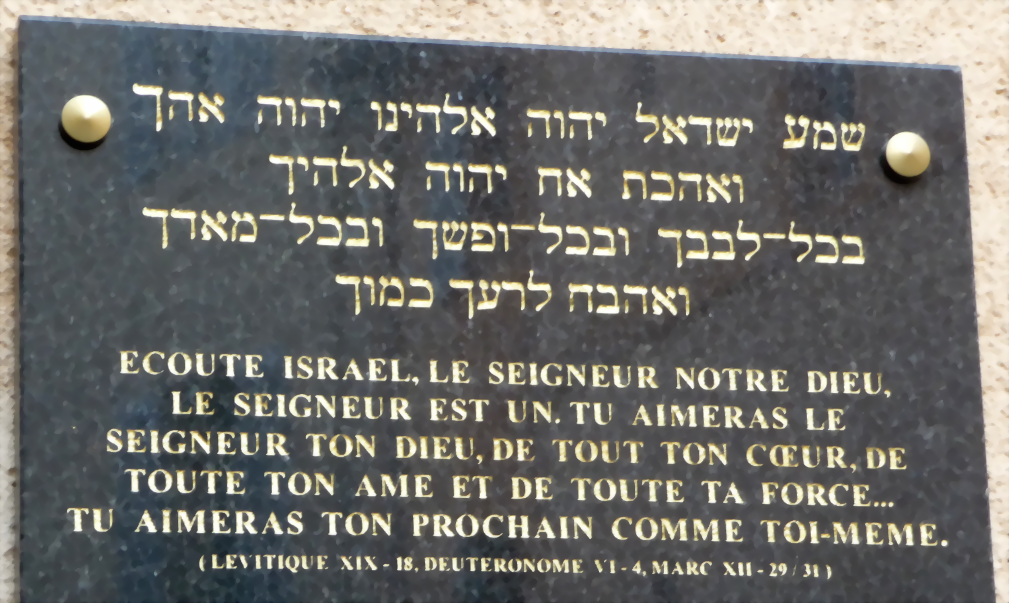 שמע ישראל יהוה אלהינו יהוה אהך
ואהכת אח יהוה אלהיך
בכל־לבבך ובכל־ופשך ובכל־מאדך
ואהבח לרעך כמוך
ECOUTE ISRAEL, LE SEIGNEUR NOTRE DIEU,
LE SEIGNEUR EST UN. TU AIMERAS LE
SEIGNEUR TON DIEU, DE TOUT TON CŒUR, DE
TOUTE TON AME ET DE TOUTE TA FORCE...
TU AIMERAS TON PROCHAIN COMME TOI-MEME.
(LEVITIQUE XIX - 18, DEUTERONOME VI - 4, MARC XII - 29 / 31)